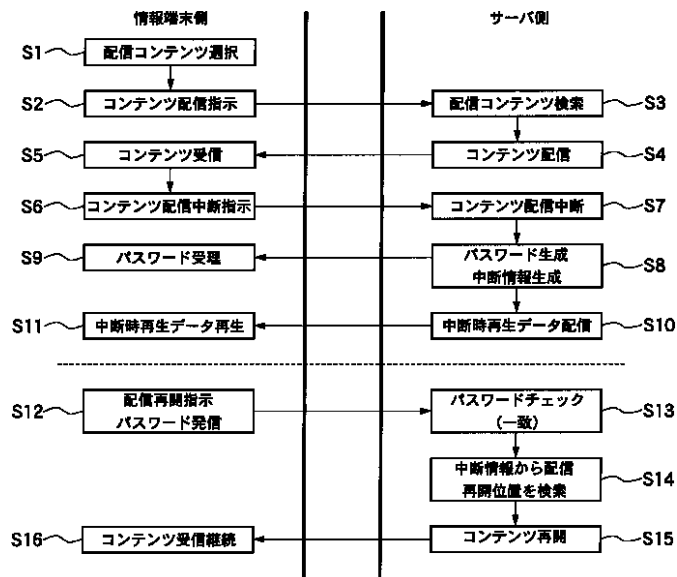 情報端末側
サーバ側
S1
配信コンテンツ選択
S2
コンテンツ配信指示
配信コンテンツ検索
S3
S5
コンテンツ受信
コンテンツ配信
S4
S6
コンテンツ配信中断指示
コンテンツ配信中断
S7
S9
パスワード受理
パスワード生成
中断情報生成
S8
S11
中断時再生データ再生
中断時再生データ配信
S10
S12
配信再開指示
パスワード発信
パスワードチェック
(一致)
S13
中断情報から配信
再開位置を検索
S14
S16
コンテンツ受信継続
コンテンツ再開
S15